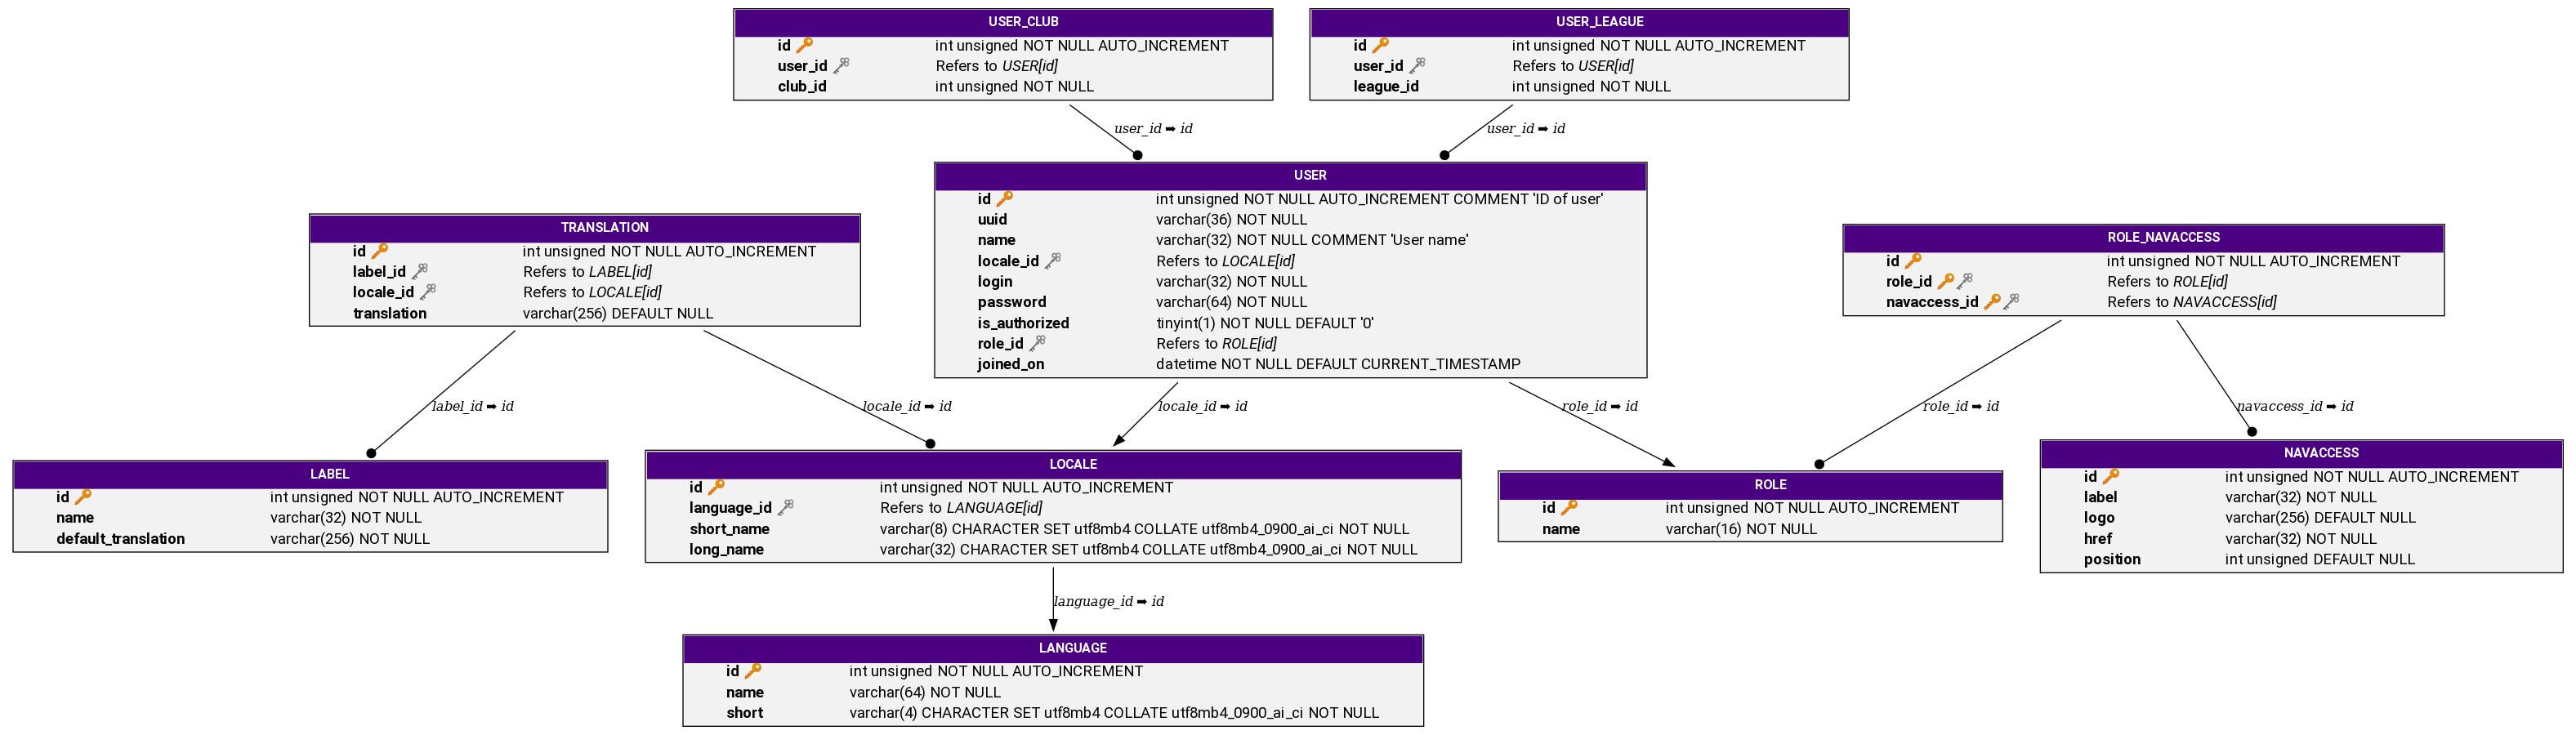 USER_CLUB
id int unsigned NOT NULL AUTO_INCREMENT
user_id Refers to USER[id]
club_id int unsigned NOT NULL
USER_LEAGUE
id int unsigned NOT NULL AUTO_INCREMENT
user_id Refers to USER[id]
league_id int unsigned NOT NULL
user_id ➡ id
user_id ➡ id
USER
id int unsigned NOT NULL AUTO_INCREMENT COMMENT 'ID of user'
uuid varchar(36) NOT NULL
name varchar(32) NOT NULL COMMENT 'User name'
locale_id Refers to LOCALE[id]
login varchar(32) NOT NULL
password varchar(64) NOT NULL
is_authorized tinyint(1) NOT NULL DEFAULT '0'
role_id Refers to ROLE[id]
joined_on datetime NOT NULL DEFAULT CURRENT_TIMESTAMP
TRANSLATION
id int unsigned NOT NULL AUTO_INCREMENT
label_id Refers to LABEL[id]
locale_id Refers to LOCALE[id]
translation varchar(256) DEFAULT NULL
ROLE_NAVACCESS
id int unsigned NOT NULL AUTO_INCREMENT
role_id Refers to ROLE[id]
navaccess_id Refers to NAVACCESS[id]
label_id ➡ id
locale_id ➡ id
locale_id ➡ id
role_id ➡ id
role_id ➡ id
navaccess_id ➡ id
LABEL
id int unsigned NOT NULL AUTO_INCREMENT
name varchar(32) NOT NULL
default_translation varchar(256) NOT NULL
LOCALE
id int unsigned NOT NULL AUTO_INCREMENT
language_id Refers to LANGUAGE[id]
short_name varchar(8) CHARACTER SET utf8mb4 COLLATE utf8mb4_0900_ai_ci NOT NULL
long_name varchar(32) CHARACTER SET utf8mb4 COLLATE utf8mb4_0900_ai_ci NOT NULL
ROLE
id int unsigned NOT NULL AUTO_INCREMENT
name varchar(16) NOT NULL
NAVACCESS
id int unsigned NOT NULL AUTO_INCREMENT
label varchar(32) NOT NULL
logo varchar(256) DEFAULT NULL
href varchar(32) NOT NULL
position int unsigned DEFAULT NULL
language_id ➡ id
LANGUAGE
id int unsigned NOT NULL AUTO_INCREMENT
name varchar(64) NOT NULL
short varchar(4) CHARACTER SET utf8mb4 COLLATE utf8mb4_0900_ai_ci NOT NULL